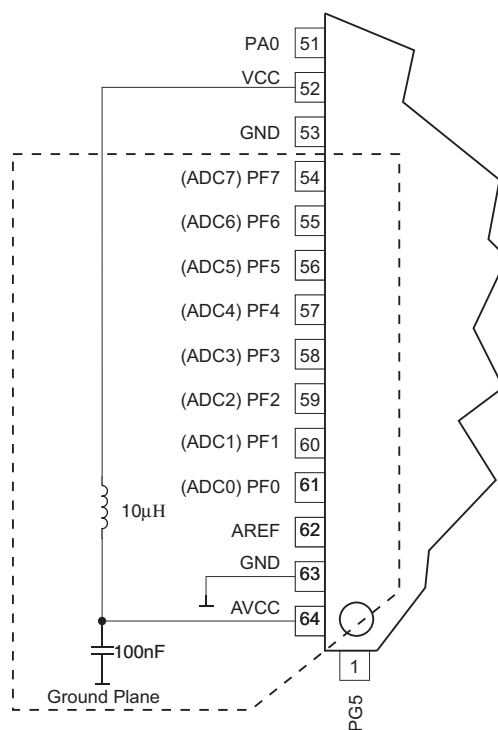 PA0 51
VCC 52
GND 53
(ADC7) PF7 54
(ADC6) PF6 55
(ADC5) PF5 56
(ADC4) PF4 57
(ADC3) PF3 58
(ADC2) PF2 59
(ADC1) PF1 60
(ADC0) PF0 61
10µH
AREF 62
GND 63
AVCC 64
100nF
1
Ground Plane
PG5